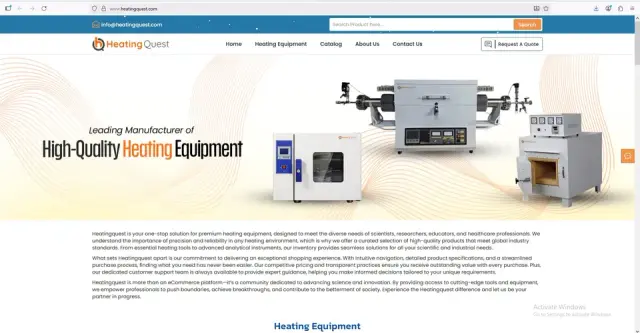 www.heatingquest.com
info@heatingquest.com
Search Product Here...
Search
HeatingQuest
Home Heating Equipment Catalog About Us Contact Us
Request A Quote
Leading Manufacturer of
High-Quality Heating Equipment
Heatingquest is your one-stop solution for premium heating equipment, designed to meet the diverse needs of scientists, researchers, educators, and healthcare professionals. We
understand the importance of precision and reliability in any heating environment, which is why we offer a curated selection of high-quality products that meet global industry
standards. From essential heating tools to advanced analytical instruments, our inventory provides seamless solutions for all your scientific and industrial needs.
What sets Heatingquest apart is our commitment to delivering an exceptional shopping experience. With intuitive navigation, detailed product specifications, and a streamlined
purchase process, finding what you need has never been easier. Our competitive pricing and transparent practices ensure you receive outstanding value with every purchase. Plus,
our dedicated customer support team is always available to provide expert guidance, helping you make informed decisions tailored to your unique requirements.
Heatingquest is more than an eCommerce platform—it's a community dedicated to advancing science and innovation. By providing access to cutting-edge tools and equipment,
we empower professionals to push boundaries, achieve breakthroughs, and contribute to the betterment of society. Experience the Heatingquest difference and let us be your
partner in progress.
Activate Windows
Go to Settings to activate Windows.
Heating Equipment